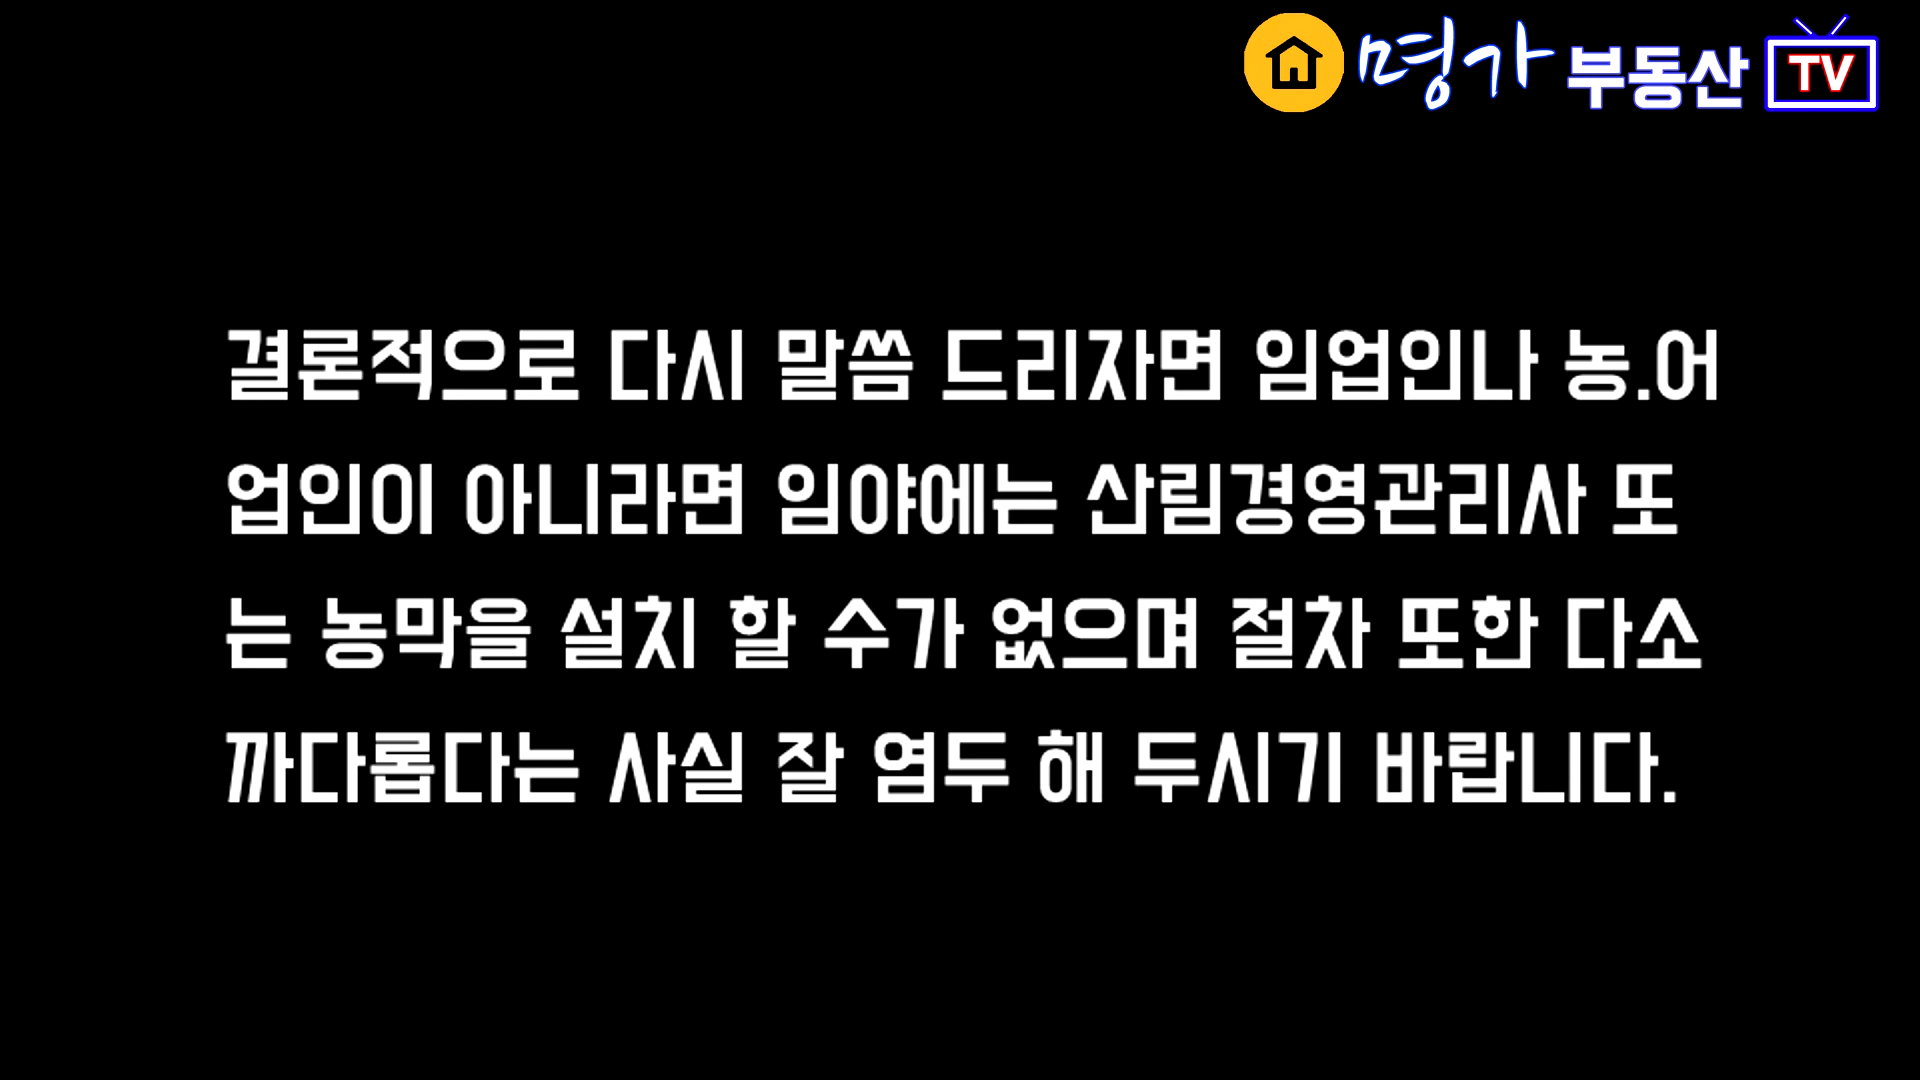 명가 부동산 TV
결론적으로 다시 말씀 드리자면 임업인나 농.어
업인이 아니라면 임야에는 산림경영관리사 또
는 농막을 설치 할 수가 없으며 절차 또한 다소
까다롭다는 사실 잘 염두 해 두시기 바랍니다.